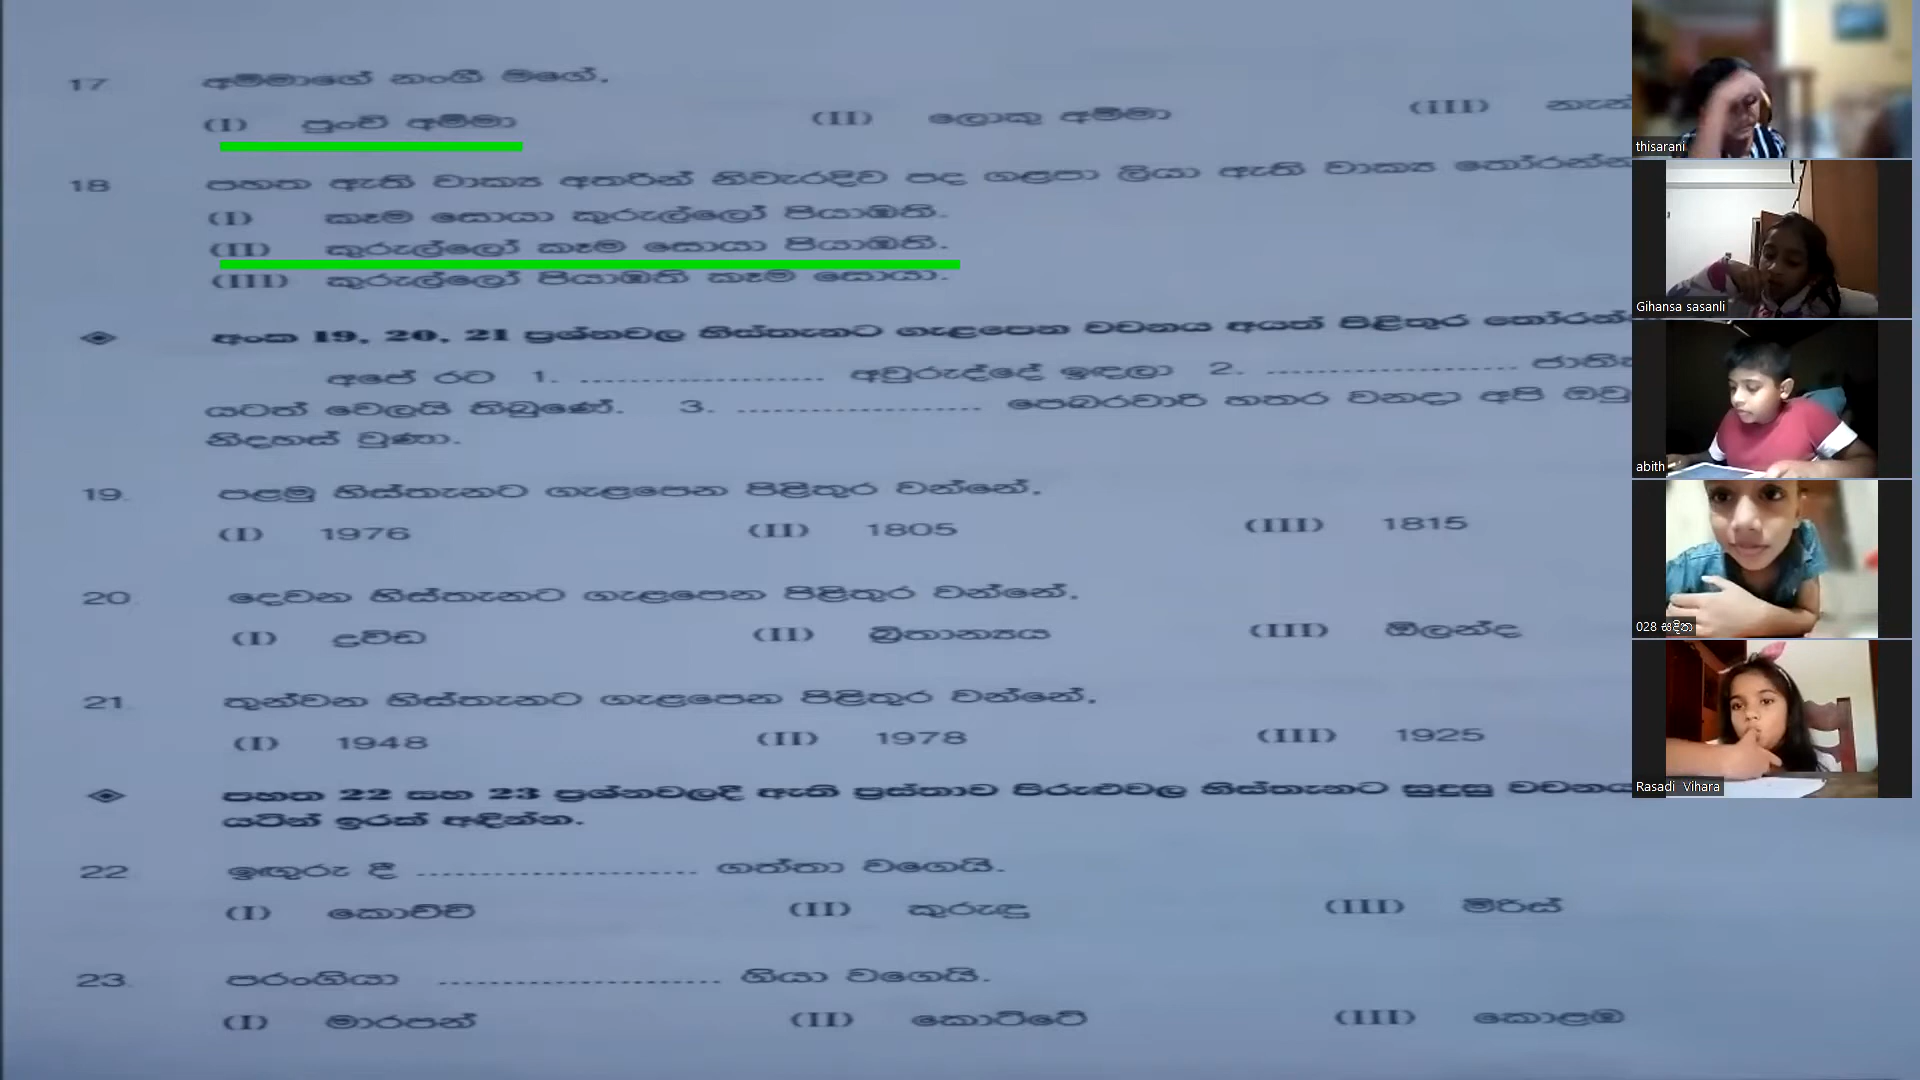 17 අම්මාගේ නංගී මගේ.
(I) පුංචි අම්මා (II) ලොකු අම්මා (III)
18 පහත ඇති වාක්‍ය අතරින් නිවැරදිව පද ගළපා ලියා ඇති වාක්‍ය තෝරන්න
(I) කෑම සොයා කුරුල්ලෝ පියාඹති.
(II) කුරුල්ලෝ කෑම සොයා පියාඹති.
(III) කුරුල්ලෝ පියාඹති කෑම සොයා.
අංක 19, 20, 21 ප්‍රශ්නවල හිස්තැනට ගැළපෙන වචනය අයත් පිළිතුර
අපේ රට 1. ........................ අවුරුද්දේ ඉඳලා 2. ........................
යටත් වෙලයි තිබුණේ. 3. ........................ පෙබරවාරි හතර වනදා අපි
නිදහස් වුණා.
19. පළමු හිස්තැනට ගැළපෙන පිළිතුර වන්නේ.
(I) 1976 (II) 1805 (III) 1815
20. දෙවන හිස්තැනට ගැළපෙන පිළිතුර වන්නේ.
(I) ද්‍රවිඩ (II) බ්‍රිතාන්‍යය (III) ඕලන්ද
21. තුන්වන හිස්තැනට ගැළපෙන පිළිතුර වන්නේ.
(I) 1948 (II) 1978 (III) 1925
පහත 22 සහ 23 ප්‍රශ්නවලදී ඇති ප්‍රස්තාව පිරුළුවල හිස්තැනට සුදුසු වචනය
යටින් ඉරක් අඳින්න.
22 ඉඟුරු දී ............................ ගත්තා වගෙයි.
(I) කොච්චි (II) කුරුඳු (III) මිරිස්
23. පරංගියා ............................ ගියා වගෙයි.
(I) මාරපන් (II) කොට්ටේ (III) කොළඹ
thisarani
Gihansa sasanli
abith
028
Rasadi Vihara